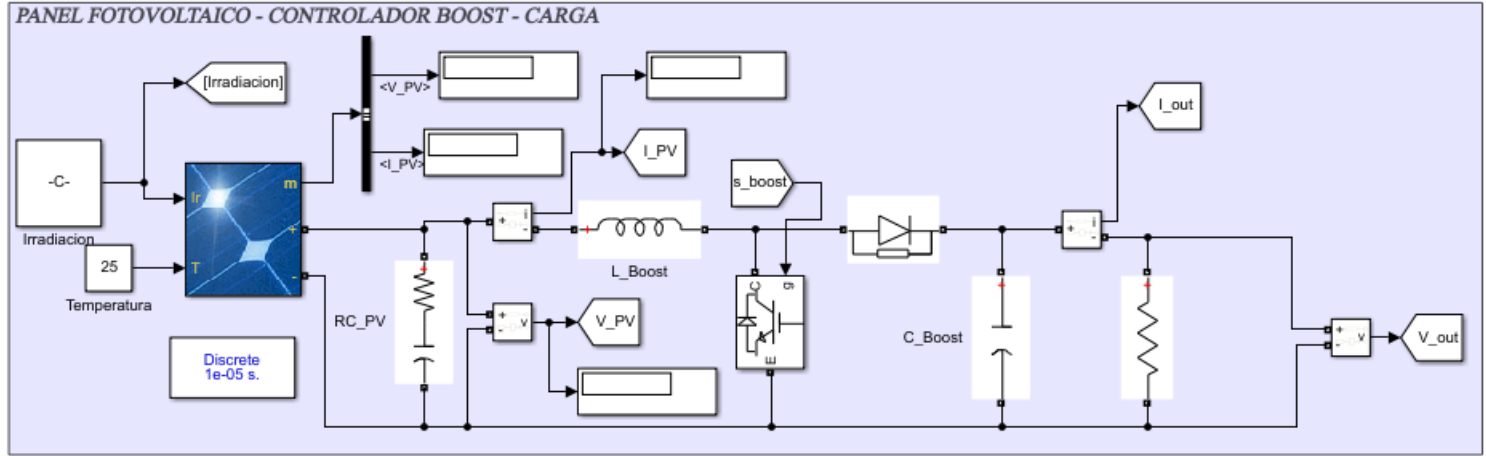 PANEL FOTOVOLTAICO - CONTROLADOR BOOST - CARGA
[Irradiacion]
<V_PV>
<I_PV>
I_PV
I_out
s_boost
-C-
Irradiacion
Ir
m
+
-
T
25
Temperatura
+
i
-
+
L_Boost
Discrete
1e-05 s.
RC_PV
+
+
-
v
V_PV
C
g
E
C_Boost
+
+
i
-
+
+
-
v
V_out